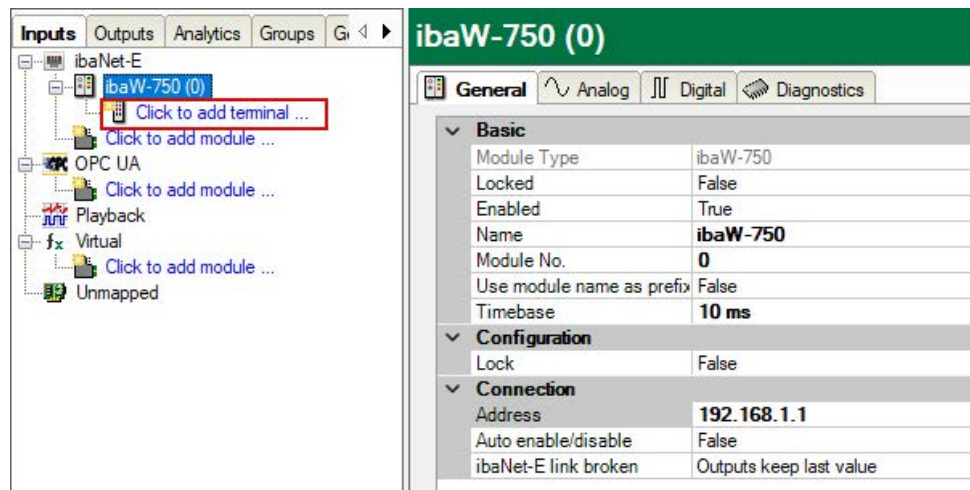 Inputs Outputs Analytics Groups
ibaNet-E
ibaW-750 (0)
Click to add terminal ...
Click to add module ...
OPC UA
Click to add module ...
Playback
fx Virtual
Click to add module ...
Unmapped
ibaW-750 (0)
General Analog Digital Diagnostics
Basic
Module Type ibaW-750
Locked False
Enabled True
Name ibaW-750
Module No. 0
Use module name as prefix False
Timebase 10 ms
Configuration
Lock False
Connection
Address 192.168.1.1
Auto enable/disable False
ibaNet-E link broken Outputs keep last value